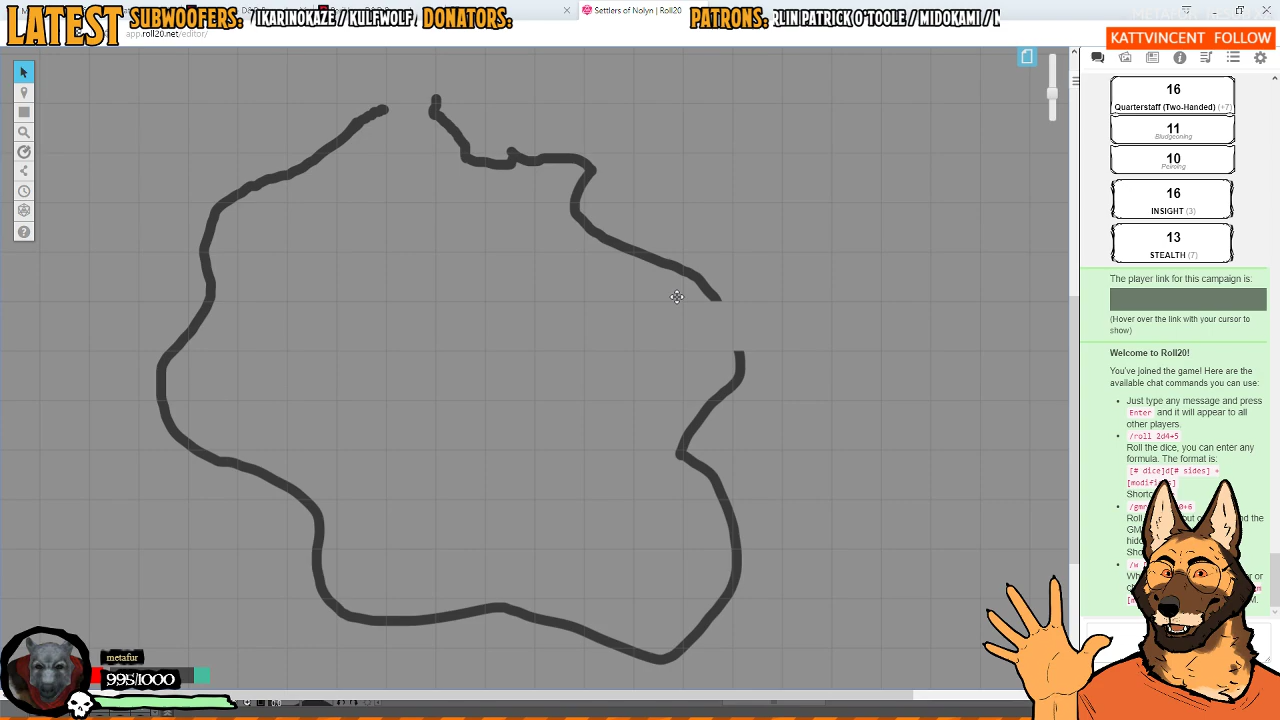 LATEST SUBWOOFERS: IKARINOKAZE / KULFWOLF DONATORS: PATRONS: RLIN PATRICK O'TOOLE / MIDOKAMI /
Settlers of Nolyn | Roll20
app.roll20.net/editor/
KATTVINCENT FOLLOW
16
Quarterstaff (Two-Handed) (+7)
11
Bludgeoning
10
Peircing
16
INSIGHT (3)
13
STEALTH (7)
The player link for this campaign is:
(Hover over the link with your cursor to
show)
Welcome to Roll20!
You've joined the game! Here are the
available chat commands you can use:
Just type any message and press
Enter and it will appear to all
other players.
/roll 2d4+5
Roll the dice, you can enter any
formula. The format is:
[# dice]d[# sides] +
metafur
995/1000